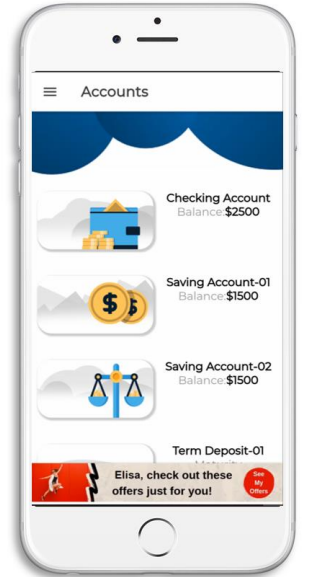 Accounts
Checking Account
Balance:$2500
Saving Account-01
Balance:$1500
Saving Account-02
Balance:$1500
Term Deposit-01
Elisa, check out these
offers just for you!
See
My
Offers